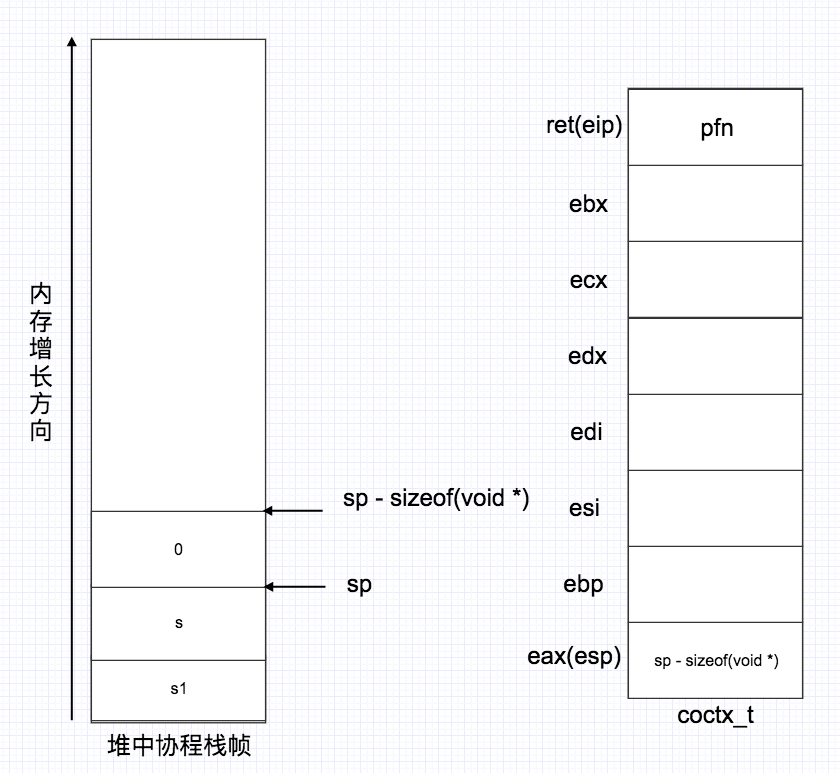 内存增长方向
sp - sizeof(void *)
0
sp
s
s1
堆中协程栈帧
ret(eip)
pfn
ebx
ecx
edx
edi
esi
ebp
eax(esp)
sp - sizeof(void *)
coctx_t